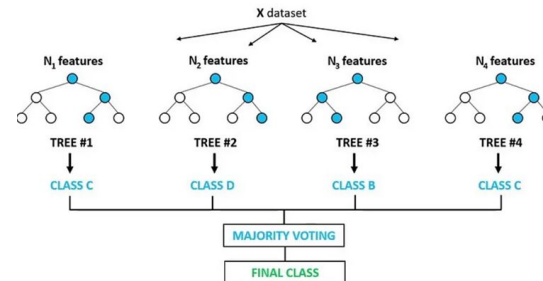 X dataset
N₁ features
N₂ features
N₃ features
N₄ features
TREE #1
TREE #2
TREE #3
TREE #4
CLASS C
CLASS D
CLASS B
CLASS C
MAJORITY VOTING
FINAL CLASS